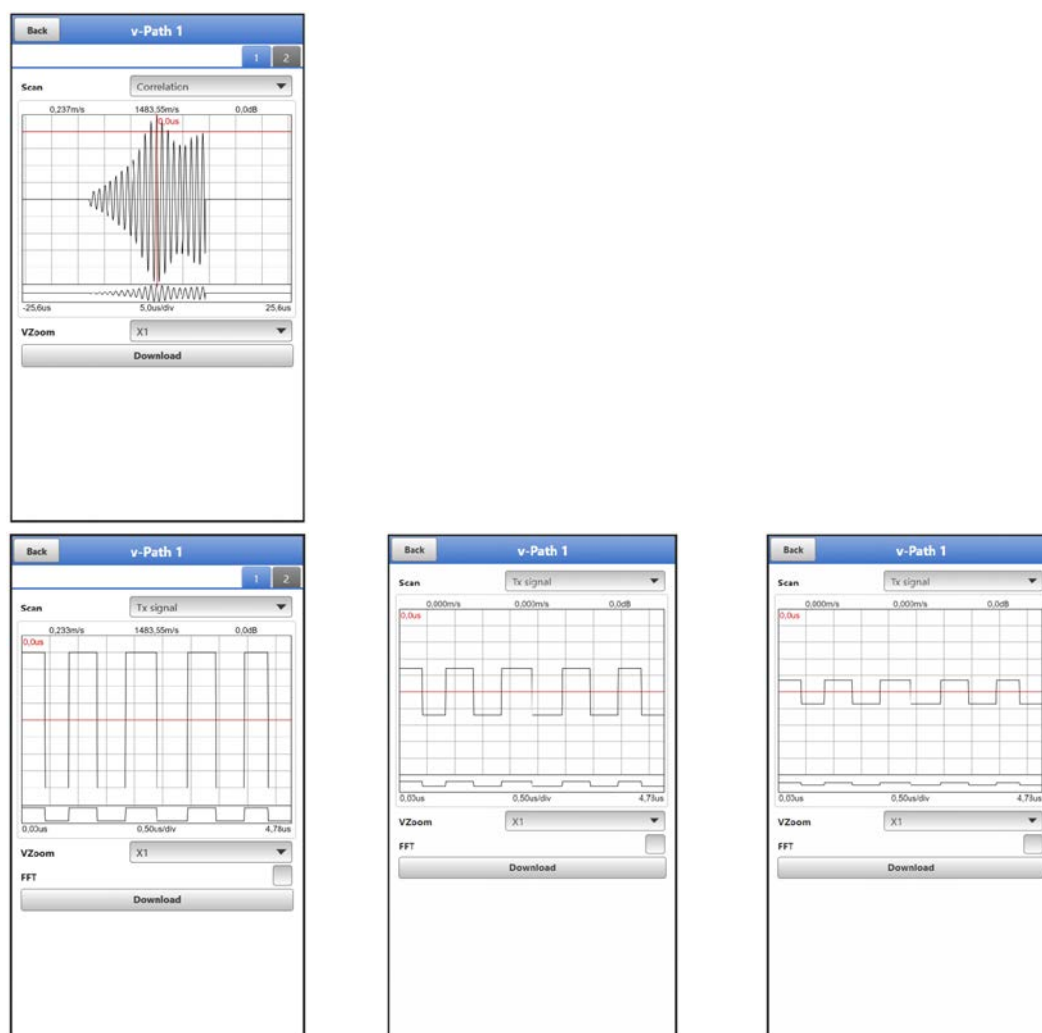 Back v-Path 1
1 2
Scan Correlation
0,237m/s 1483,55m/s 0,0dB
0,0us
-25,6us 5,0us/div 25,6us
VZoom X1
Download
Back v-Path 1
1 2
Scan Tx signal
0,233m/s 1483,55m/s 0,0dB
0,0us
0,00us 0,50us/div 4,78us
VZoom X1
FFT
Download
Back v-Path 1
Scan Tx signal
0,000m/s 0,000m/s 0,0dB
0,0us
0,00us 0,50us/div 4,78us
VZoom X1
FFT
Download
Back v-Path 1
Scan Tx signal
0,000m/s 0,000m/s 0,0dB
0,0us
0,00us 0,50us/div 4,78us
VZoom X1
FFT
Download